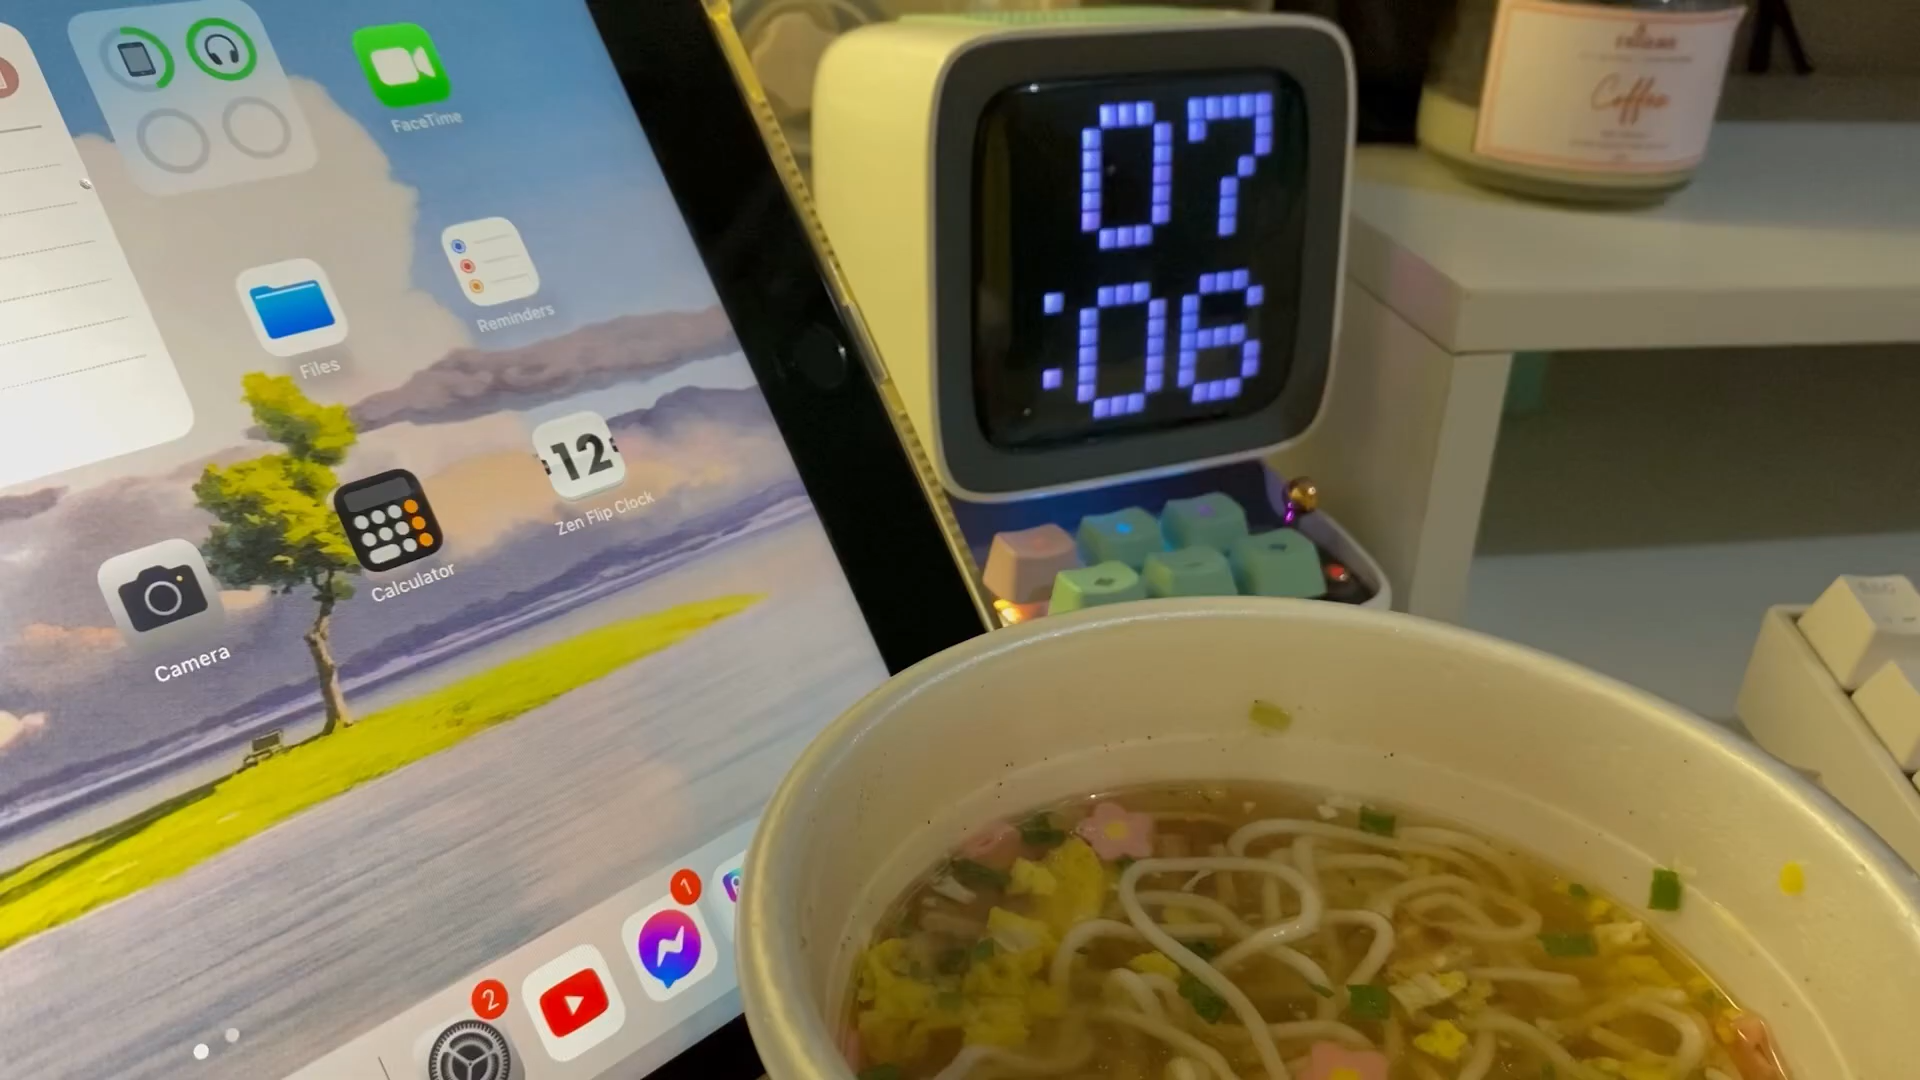 FaceTime
07
:06
Coffee
Files
Reminders
12
Zen Flip Clock
Calculator
Camera
1
2